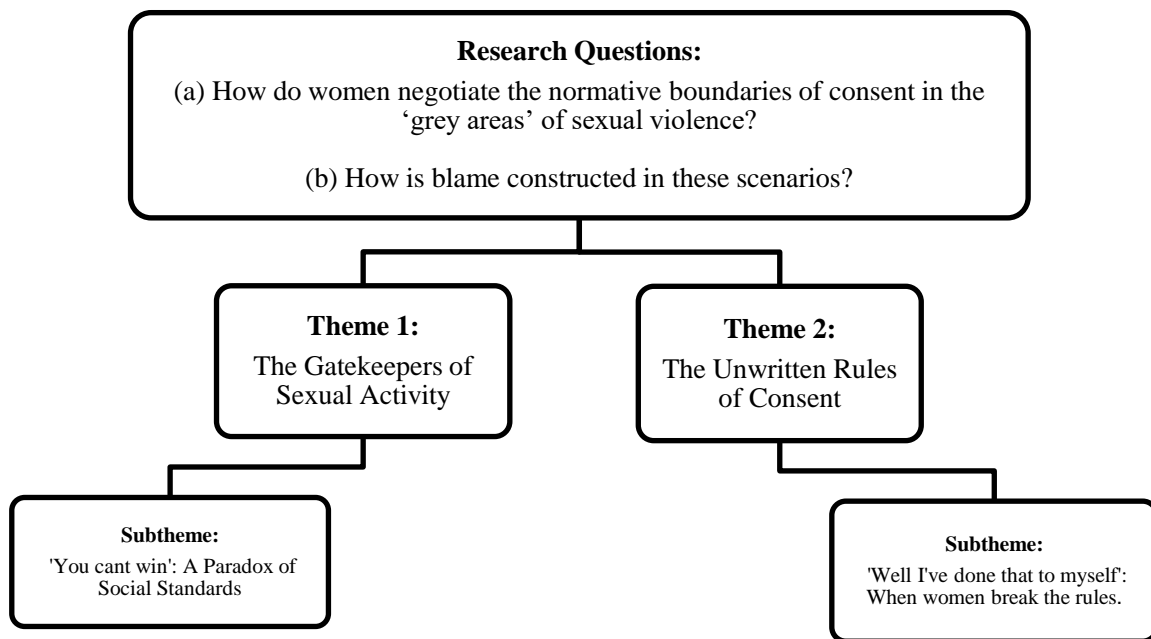 Research Questions:
(a) How do women negotiate the normative boundaries of consent in the
‘grey areas’ of sexual violence?
(b) How is blame constructed in these scenarios?
Theme 1:
The Gatekeepers of
Sexual Activity
Theme 2:
The Unwritten Rules
of Consent
Subtheme:
'You cant win': A Paradox of
Social Standards
Subtheme:
'Well I've done that to myself':
When women break the rules.